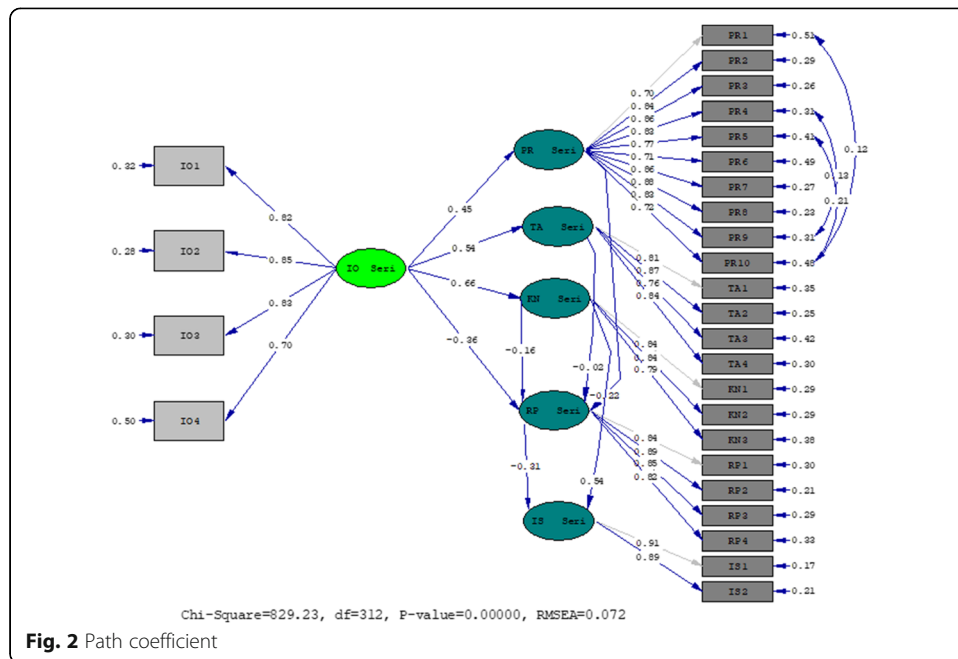 PR1 0.51
PR2 0.29
PR3 0.26
PR4 0.31
PR5 0.41
PR6 0.49
PR7 0.27
PR8 0.23
PR9 0.31
PR10 0.48
TA1 0.35
TA2 0.25
TA3 0.42
TA4 0.30
KN1 0.29
KN2 0.29
KN3 0.38
RP1 0.30
RP2 0.21
RP3 0.29
RP4 0.33
IS1 0.17
IS2 0.21
0.12
0.13
0.21
0.32 IO1
0.28 IO2
0.30 IO3
0.50 IO4
0.82
0.85
0.83
0.70
IO Seri
0.45
0.54
0.66
-0.36
PR Seri
TA Seri
KN Seri
RP Seri
IS Seri
-0.16
-0.02
-0.22
-0.31
0.54
0.70
0.84
0.86
0.83
0.77
0.71
0.86
0.88
0.83
0.72
0.81
0.87
0.76
0.84
0.84
0.84
0.79
0.84
0.89
0.85
0.82
0.91
0.89
Chi-Square=829.23, df=312, P-value=0.00000, RMSEA=0.072
Fig. 2 Path coefficient